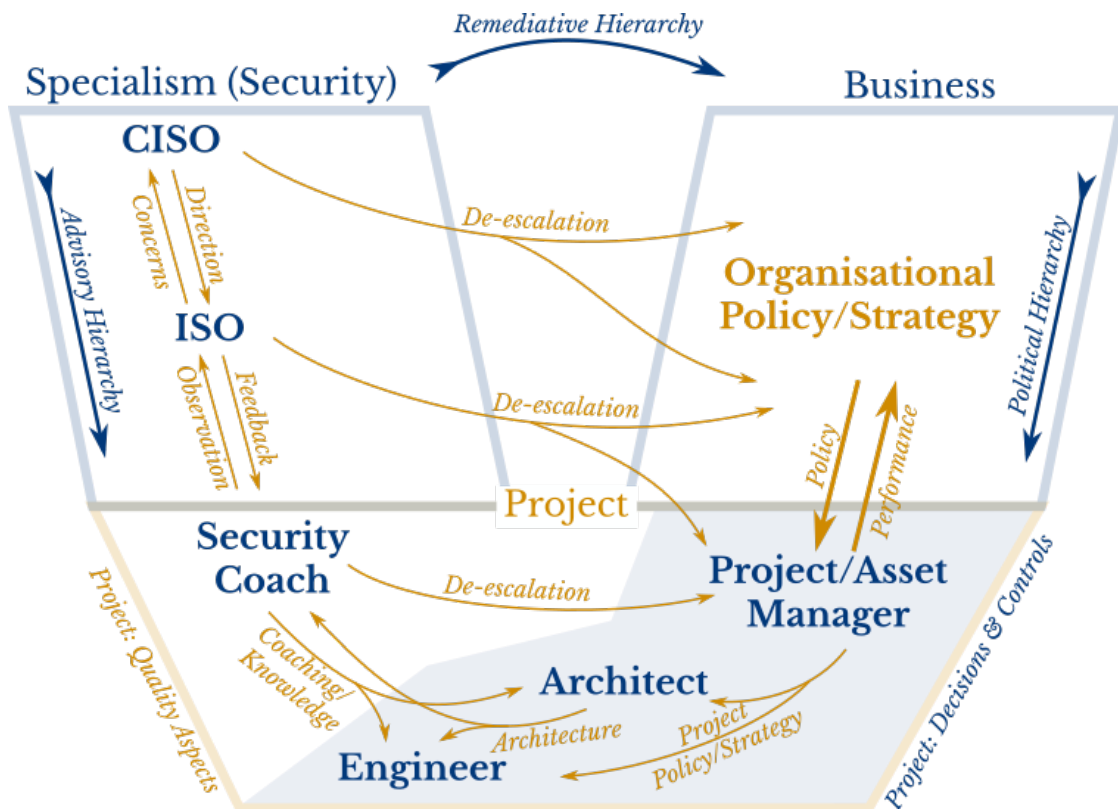 Remediative Hierarchy
Specialism (Security)
Business
CISO
Advisory Hierarchy
Concerns
Direction
De-escalation
Organisational
Policy/Strategy
Political Hierarchy
ISO
Observation
Feedback
De-escalation
Policy
Performance
Project
Security
Coach
De-escalation
Project/Asset
Manager
Project: Quality Aspects
Coaching/
Knowledge
Architect
Architecture
Project
Policy/Strategy
Engineer
Project: Decisions & Controls